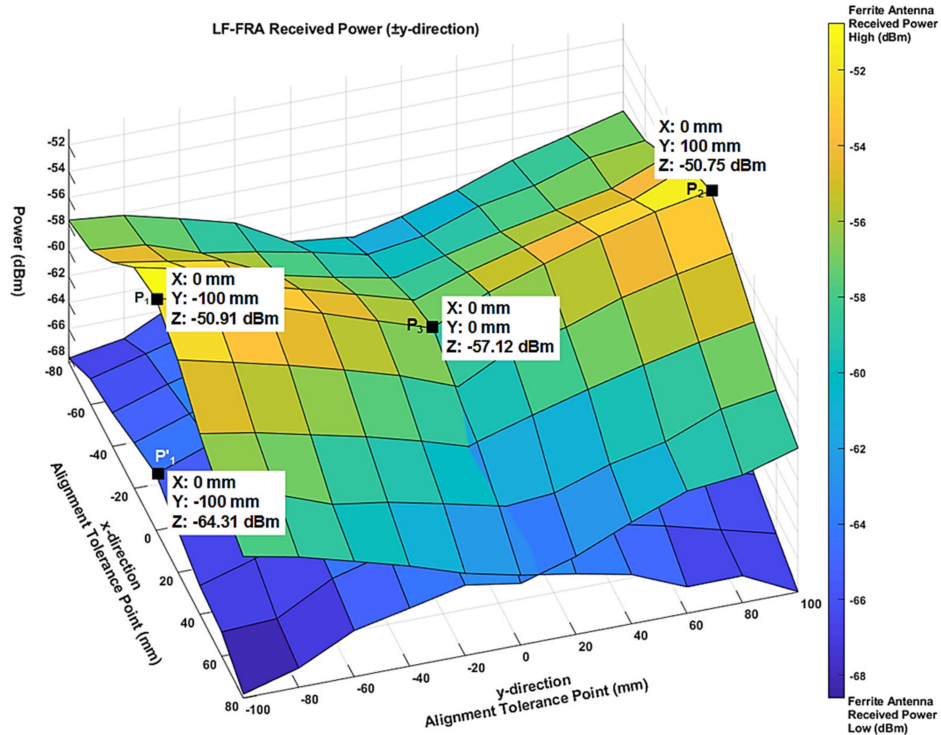 LF-FRA Received Power (±y-direction)
Ferrite Antenna
Received Power
High (dBm)
-52
-54
-56
-58
-60
-62
-64
-66
-68
Ferrite Antenna
Received Power
Low (dBm)
Power (dBm)
-52
-54
-56
-58
-60
-62
-64
-66
-68
X: 0 mm
Y: 100 mm
Z: -50.75 dBm
P2
P1
X: 0 mm
Y: -100 mm
Z: -50.91 dBm
P3
X: 0 mm
Y: 0 mm
Z: -57.12 dBm
P'1
X: 0 mm
Y: -100 mm
Z: -64.31 dBm
-80
-60
-40
-20
0
20
40
60
80
x-direction
Alignment Tolerance Point (mm)
-100
-80
-60
-40
-20
0
20
40
60
80
100
y-direction
Alignment Tolerance Point (mm)